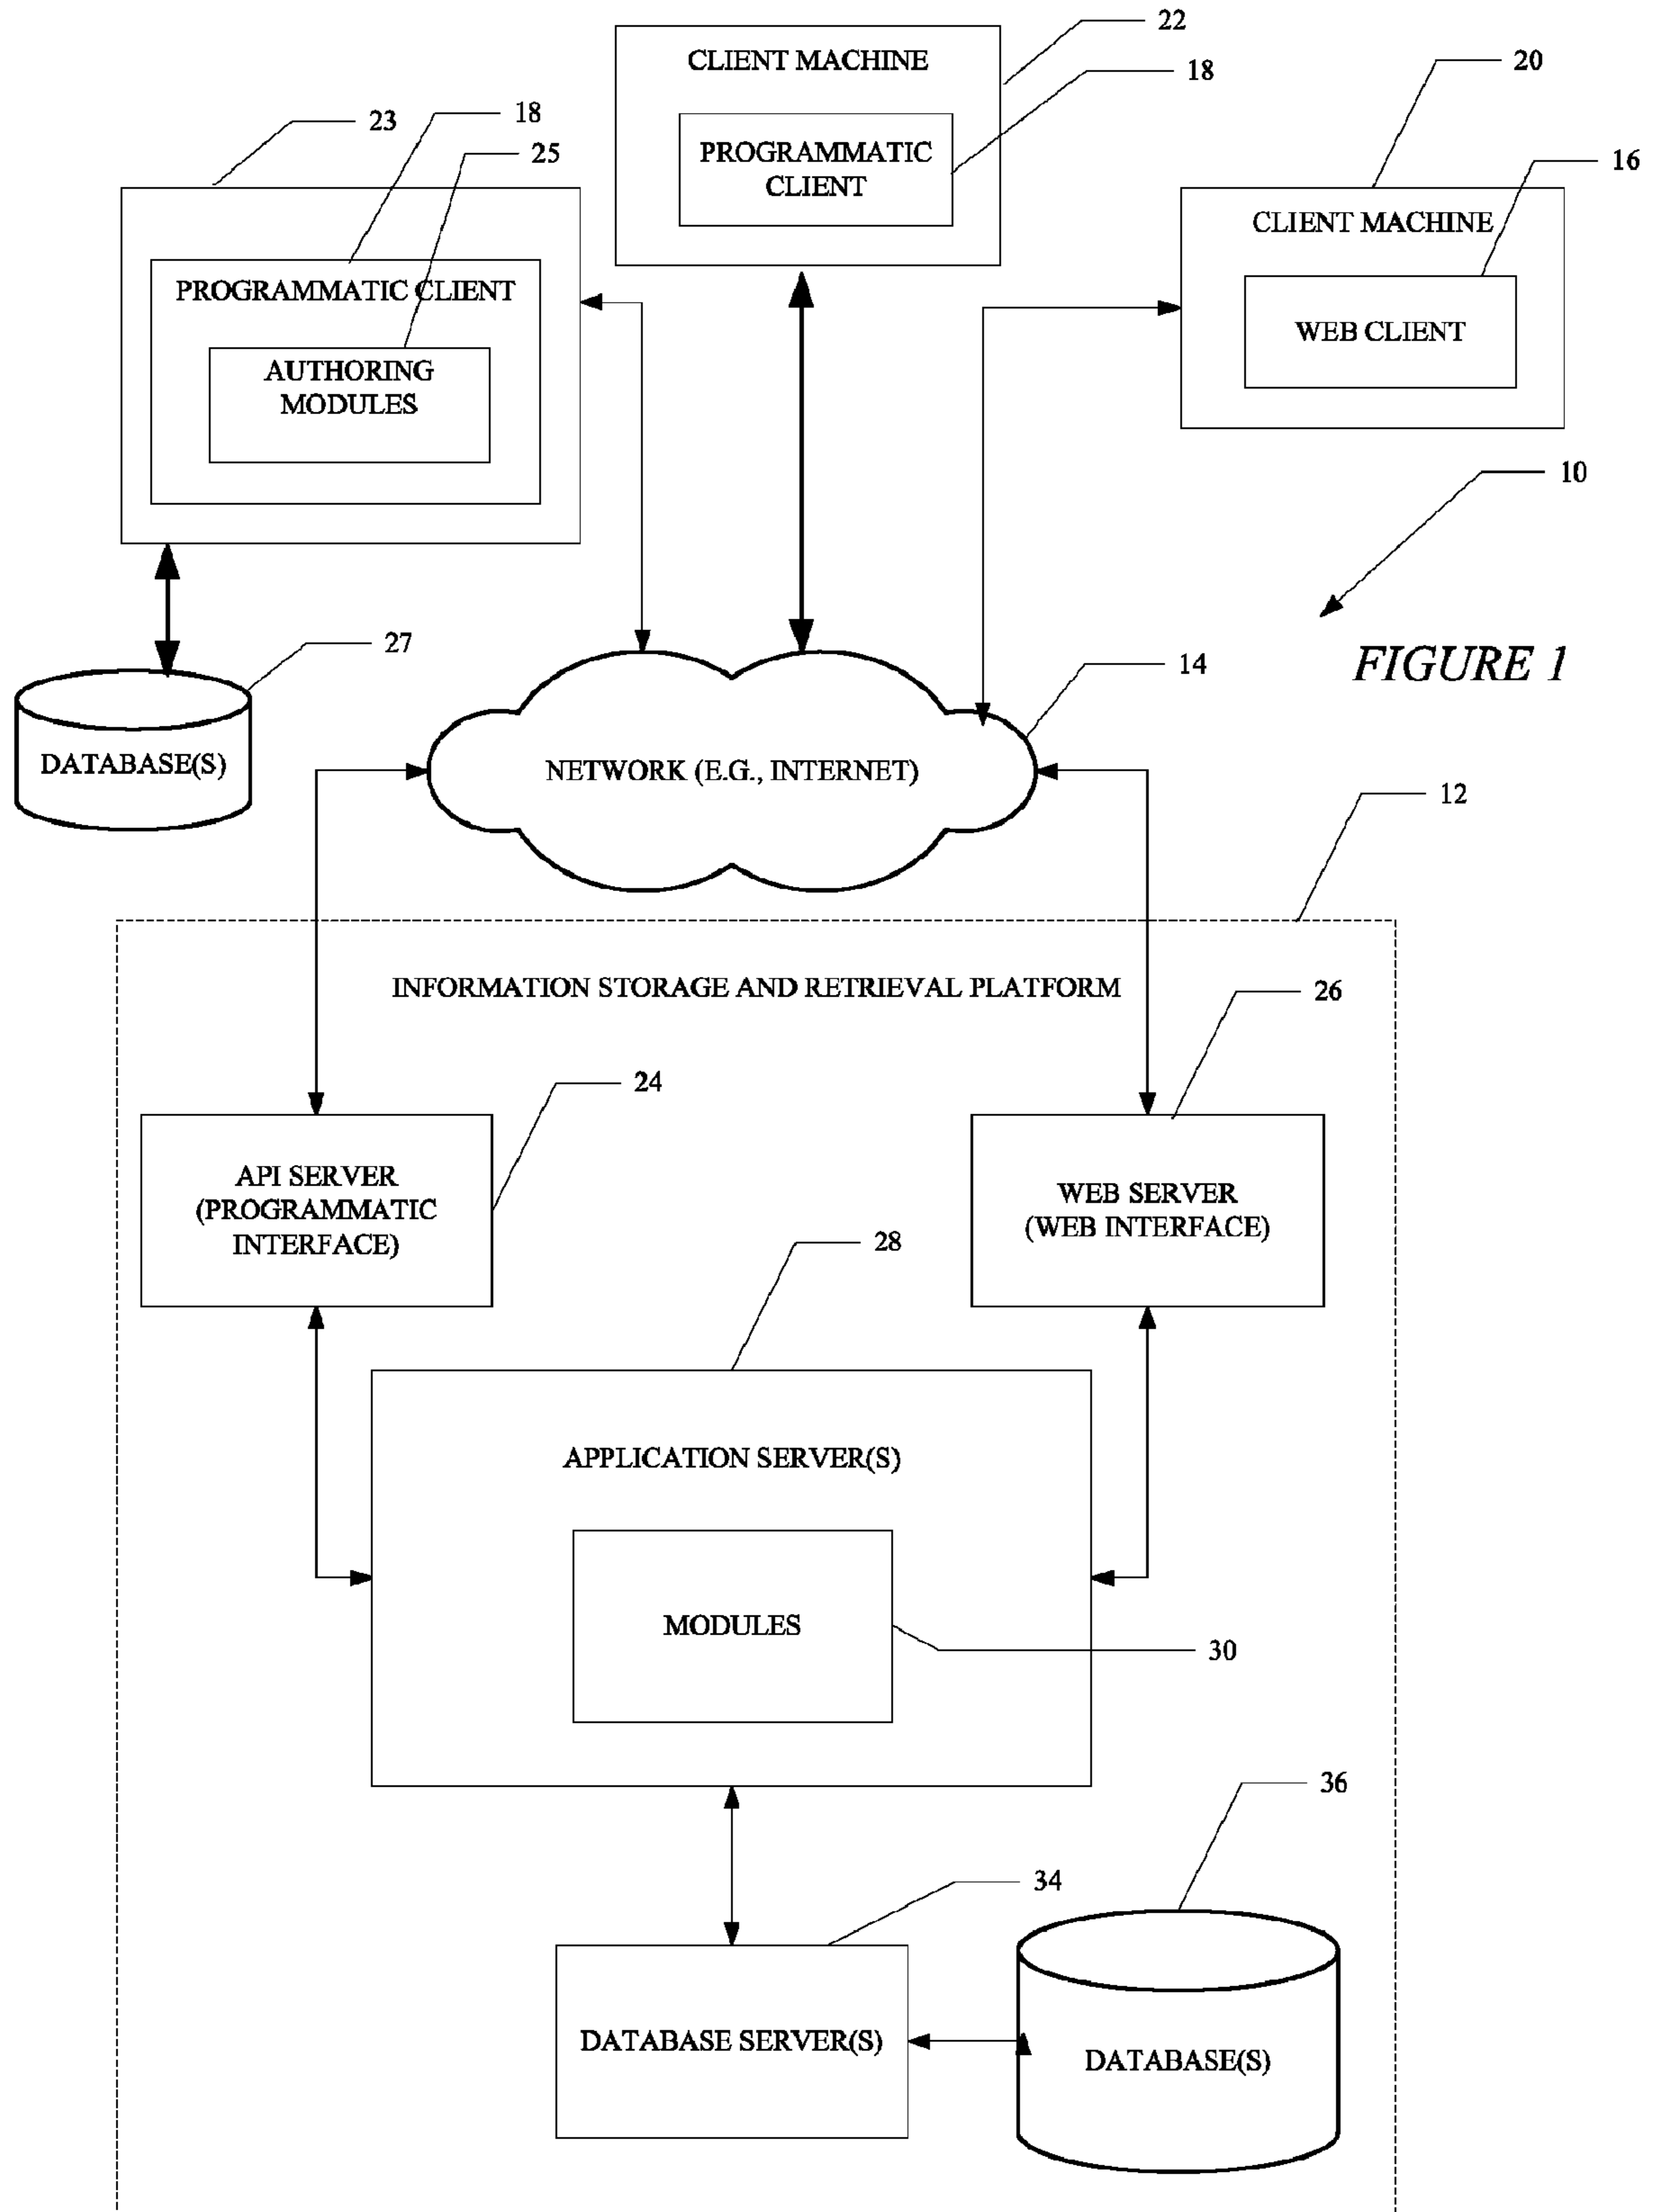 22
CLIENT MACHINE
20
18
18
23
25
PROGRAMMATIC
CLIENT
16
CLIENT MACHINE
PROGRAMMATIC CLIENT
WEB CLIENT
AUTHORING
MODULES
10
27
14
FIGURE 1
DATABASE(S)
NETWORK (E.G., INTERNET)
12
INFORMATION STORAGE AND RETRIEVAL PLATFORM
26
24
API SERVER
(PROGRAMMATIC
INTERFACE)
WEB SERVER
(WEB INTERFACE)
28
APPLICATION SERVER(S)
MODULES
30
36
34
DATABASE SERVER(S)
DATABASE(S)